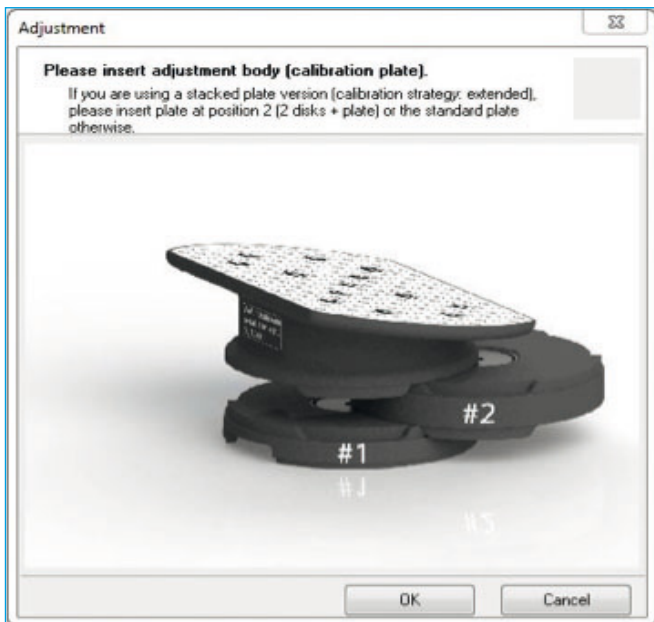 Adjustment
Please insert adjustment body (calibration plate).
If you are using a stacked plate version (calibration strategy: extended),
please insert plate at position 2 (2 disks + plate) or the standard plate
otherwise.
#2
#1
OK
Cancel